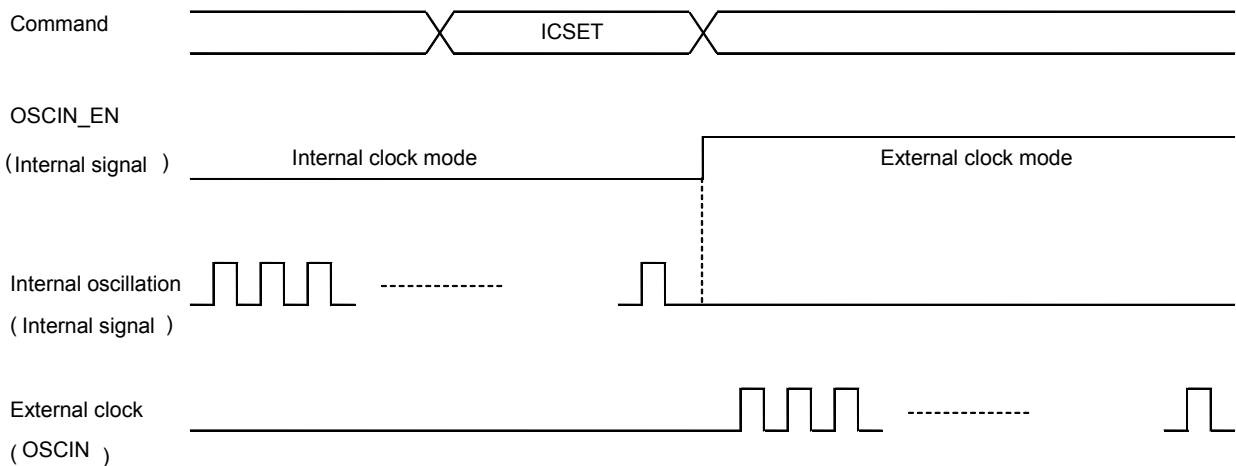 Command
ICSET
OSCIN_EN
(Internal signal )
Internal clock mode
External clock mode
Internal oscillation
( Internal signal )
External clock
( OSCIN )